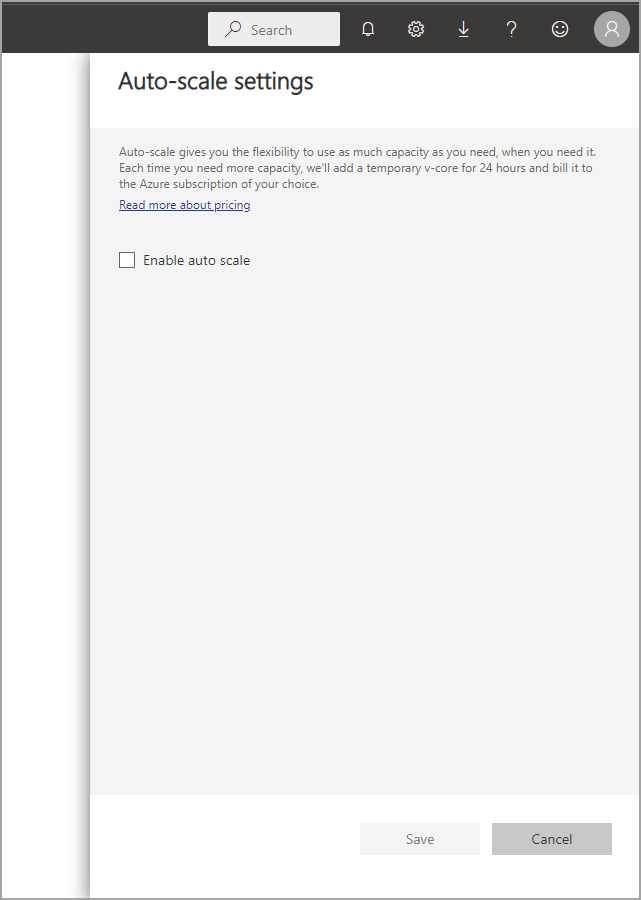 Search
Auto-scale settings
Auto-scale gives you the flexibility to use as much capacity as you need, when you need it.
Each time you need more capacity, we'll add a temporary v-core for 24 hours and bill it to
the Azure subscription of your choice.
Read more about pricing
Enable auto scale
Save
Cancel